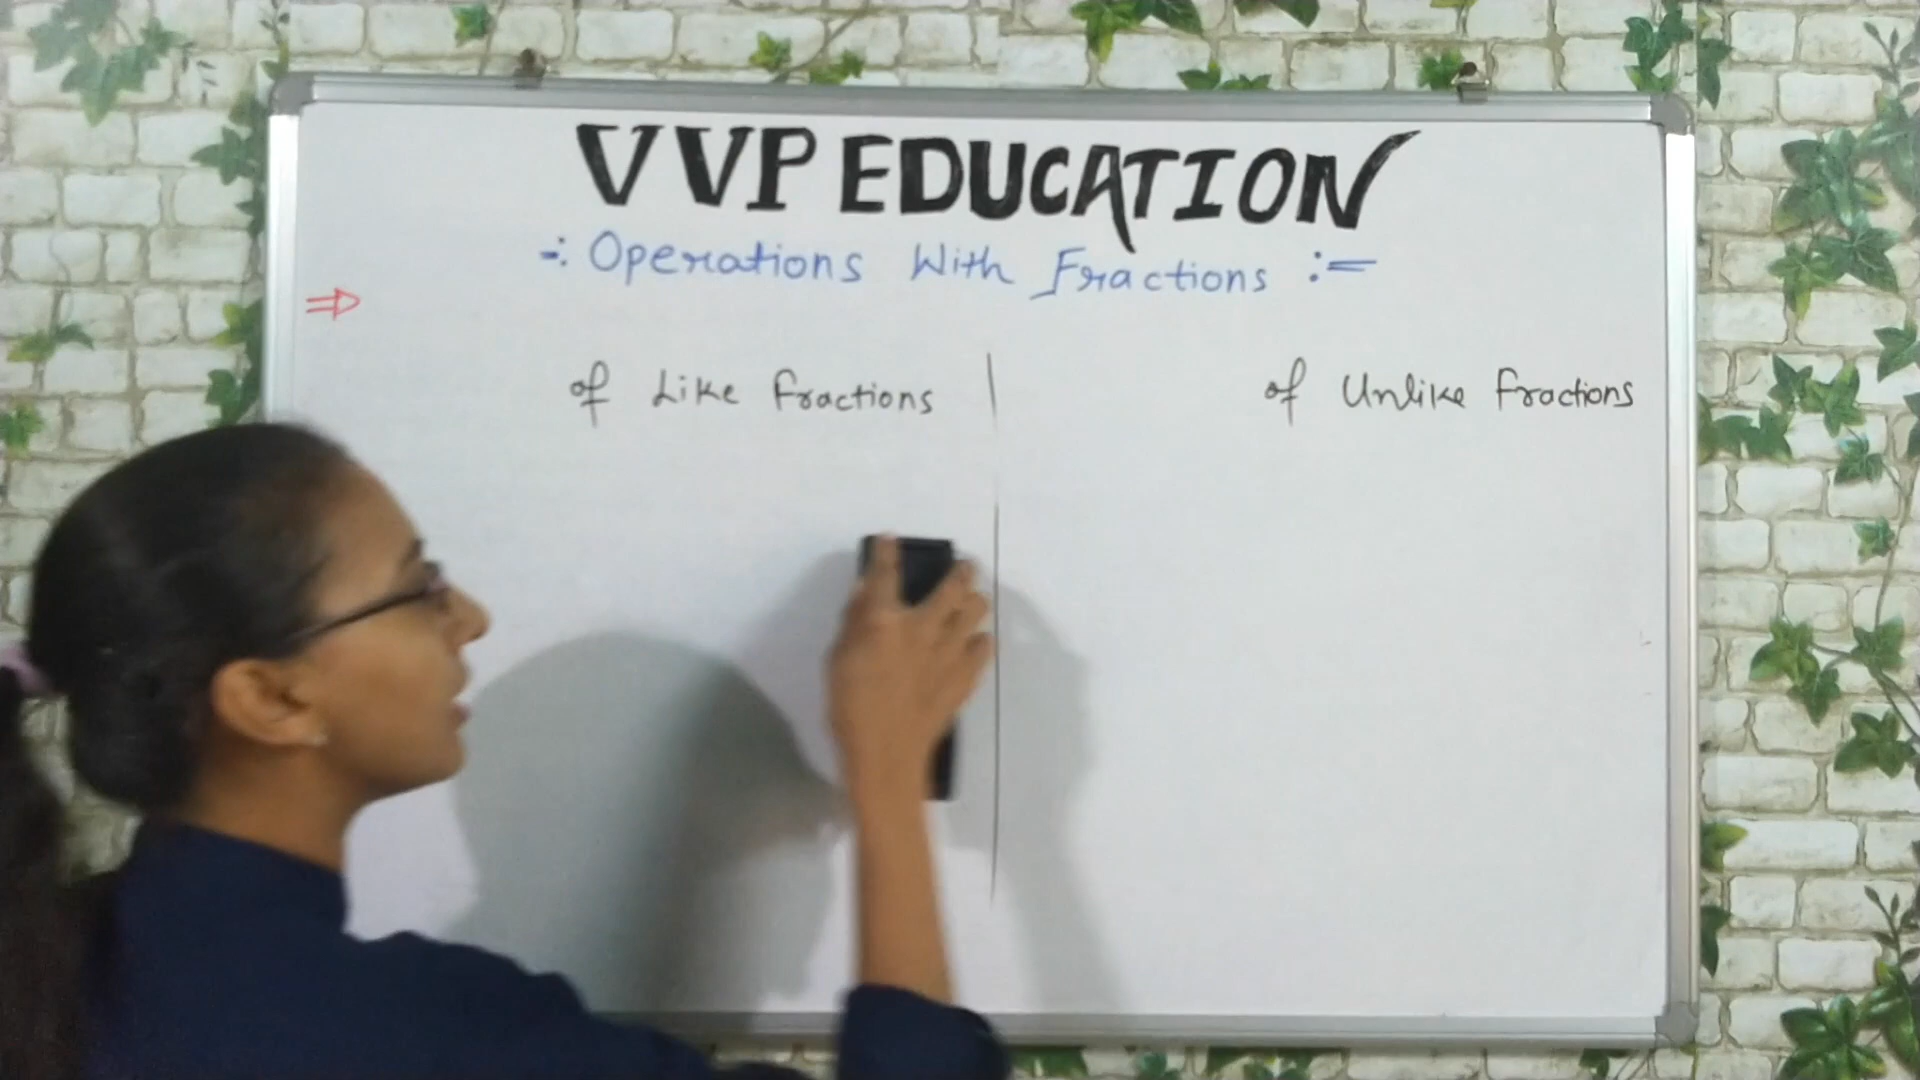 VVP EDUCATION
-: Operations With Fractions :-
⇒
of Like fractions
of Unlike fractions